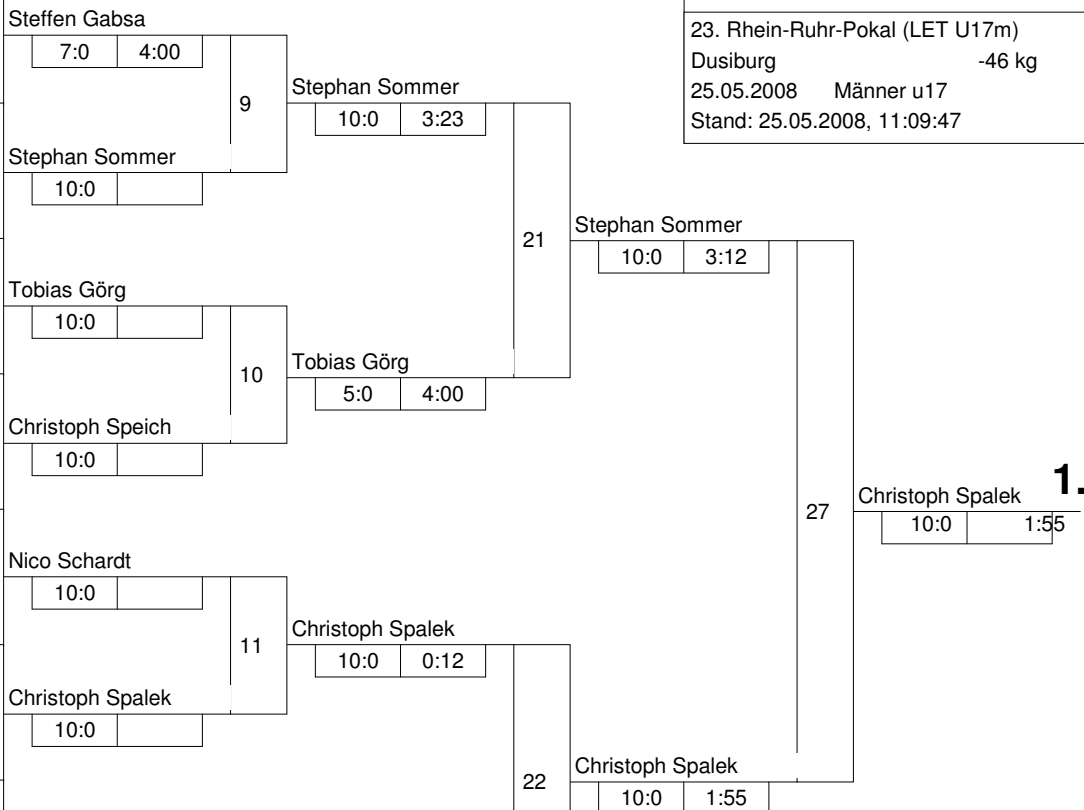 Steffen Gabsa
7:0 4:00
9
Stephan Sommer
10:0
Stephan Sommer
10:0 3:23
23. Rhein-Ruhr-Pokal (LET U17m)
Dusiburg -46 kg
25.05.2008 Männer u17
Stand: 25.05.2008, 11:09:47
21
Stephan Sommer
10:0 3:12
Tobias Görg
10:0
10
Christoph Speich
10:0
Tobias Görg
5:0 4:00
27
Christoph Spalek 1.
10:0 1:55
Nico Schardt
10:0
11
Christoph Spalek
10:0
Christoph Spalek
10:0 0:12
22
Christoph Spalek
10:0 1:55